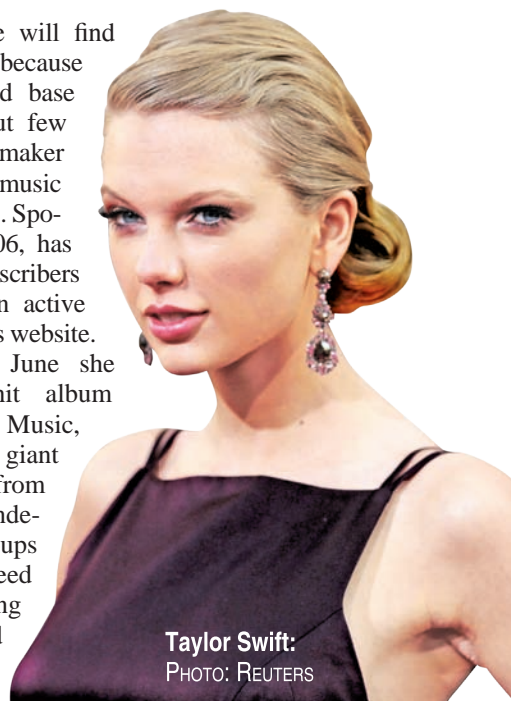 e will find
because
d base
ut few
maker
music
. Spo-
06, has
scribers
n active
s website.
June she
hit album
Music,
giant
from
nde-
ups
eed
ng
d
Taylor Swift:
PHOTO: REUTERS